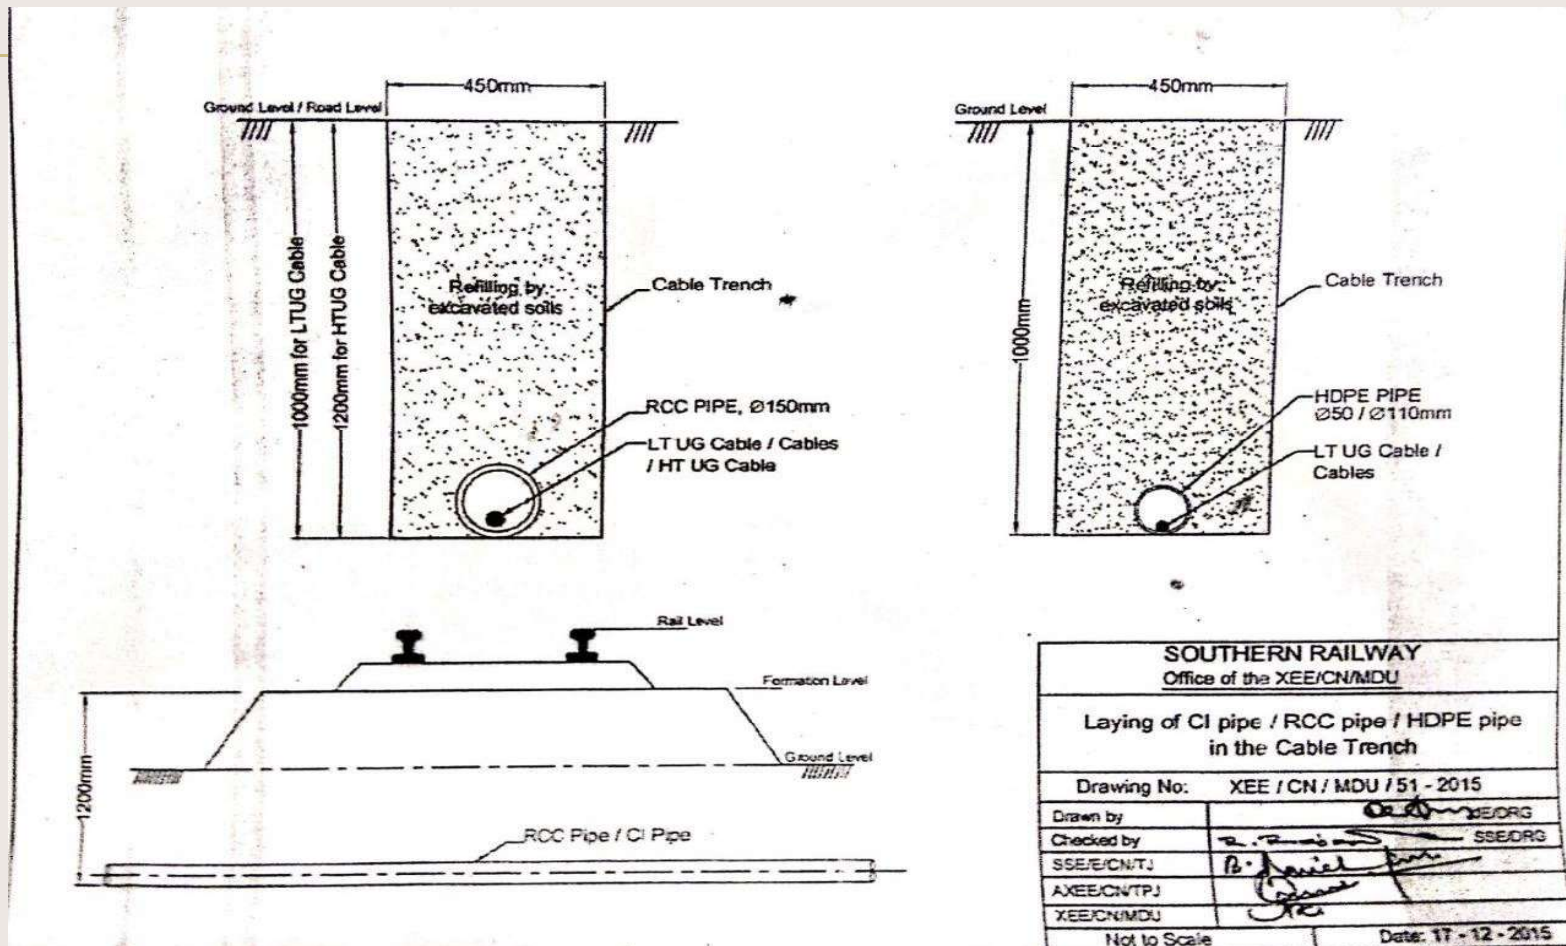 450mm
Ground Level / Road Level
1000mm for LTUG Cable
1200mm for HTUG Cable
Refilling by
excavated soils
Cable Trench
RCC PIPE, Ø150mm
LT UG Cable / Cables
/ HT UG Cable
450mm
Ground Level
1000mm
Refilling by
excavated soils
Cable Trench
HDPE PIPE
Ø50 / Ø110mm
LT UG Cable /
Cables
Rail Level
Formation Level
Ground Level
1200mm
RCC Pipe / CI Pipe
SOUTHERN RAILWAY
Office of the XEE/CN/MDU
Laying of CI pipe / RCC pipe / HDPE pipe
in the Cable Trench
Drawing No: XEE / CN / MDU / 51 - 2015
Drawn by JE/DRG
Checked by SSE/DRG
SSE/E/CN/TJ
AXEE/CN/TPJ
XEE/CN/MDU
Not to Scale Date: 17 - 12 - 2015